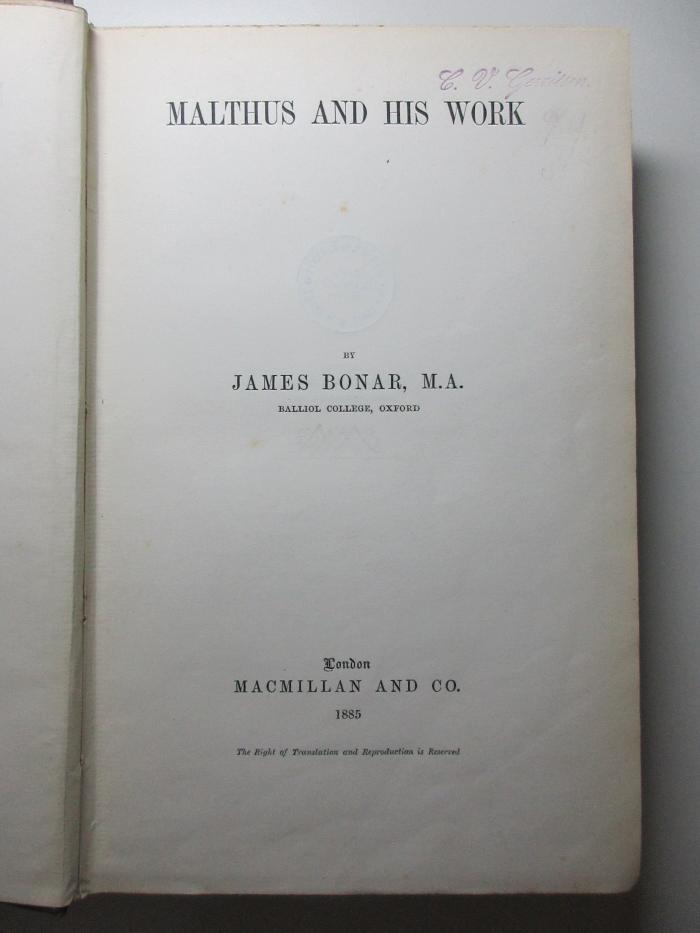 C. V.
MALTHUS AND HIS WORK
BY
JAMES BONAR, M.A.
BALLIOL COLLEGE, OXFORD
London
MACMILLAN AND CO.
1885
The Right of Translation and Reproduction is Reserved